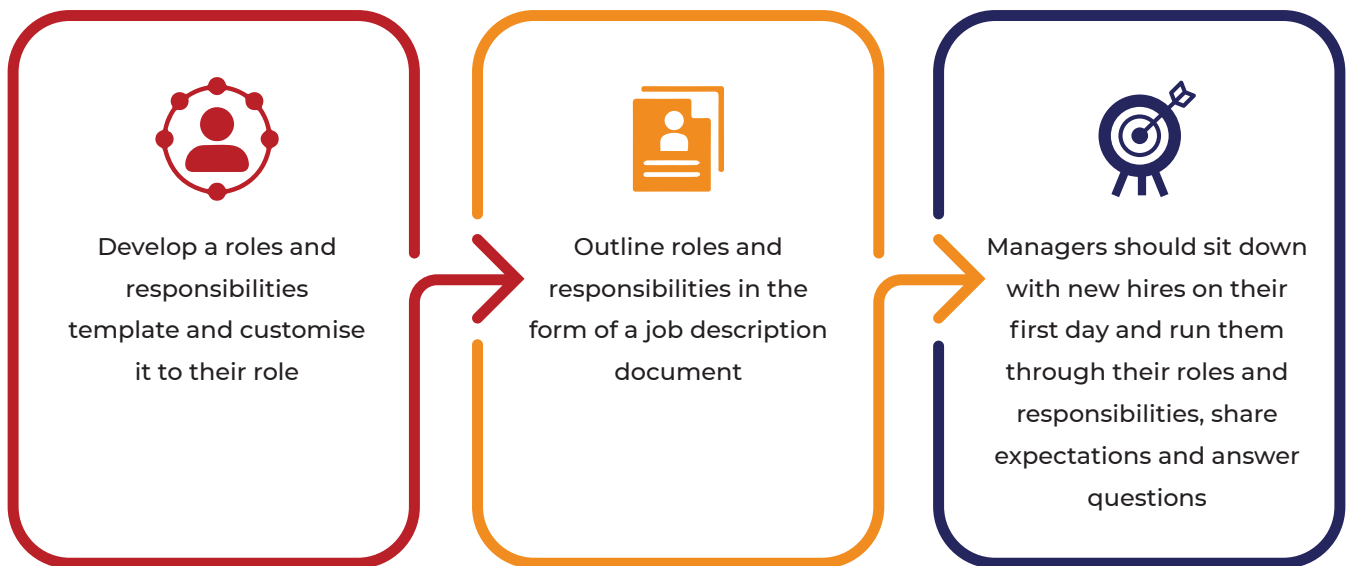 Develop a roles and
responsibilities
template and customise
it to their role
Outline roles and
responsibilities in the
form of a job description
document
Managers should sit down
with new hires on their
first day and run them
through their roles and
responsibilities, share
expectations and answer
questions